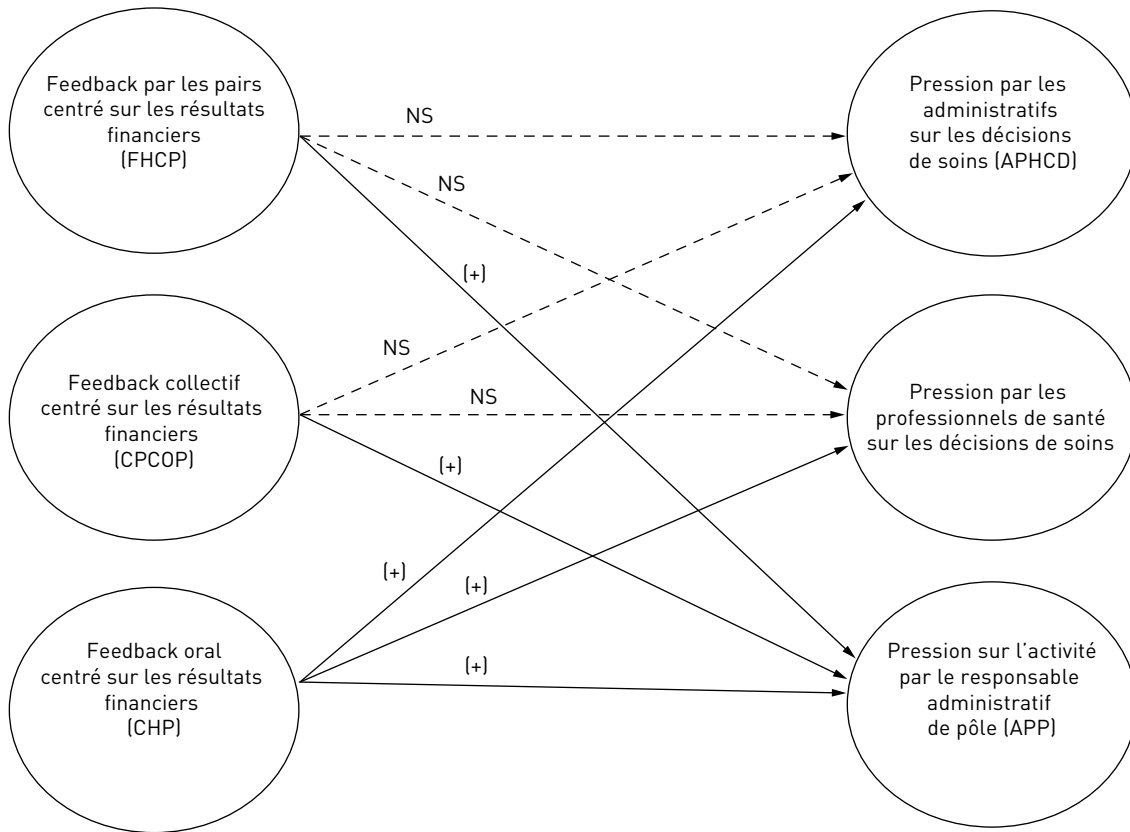 Feedback par les pairs
centré sur les résultats
financiers
(FHCP)
NS
NS
(+)
Pression par les
administratifs
sur les décisions
de soins (APHCD)
Feedback collectif
centré sur les résultats
financiers
(CPCOP)
NS
NS
(+)
Pression par les
professionnels de santé
sur les décisions de soins
Feedback oral
centré sur les résultats
financiers
(CHP)
(+)
(+)
(+)
Pression sur l'activité
par le responsable
administratif
de pôle (APP)